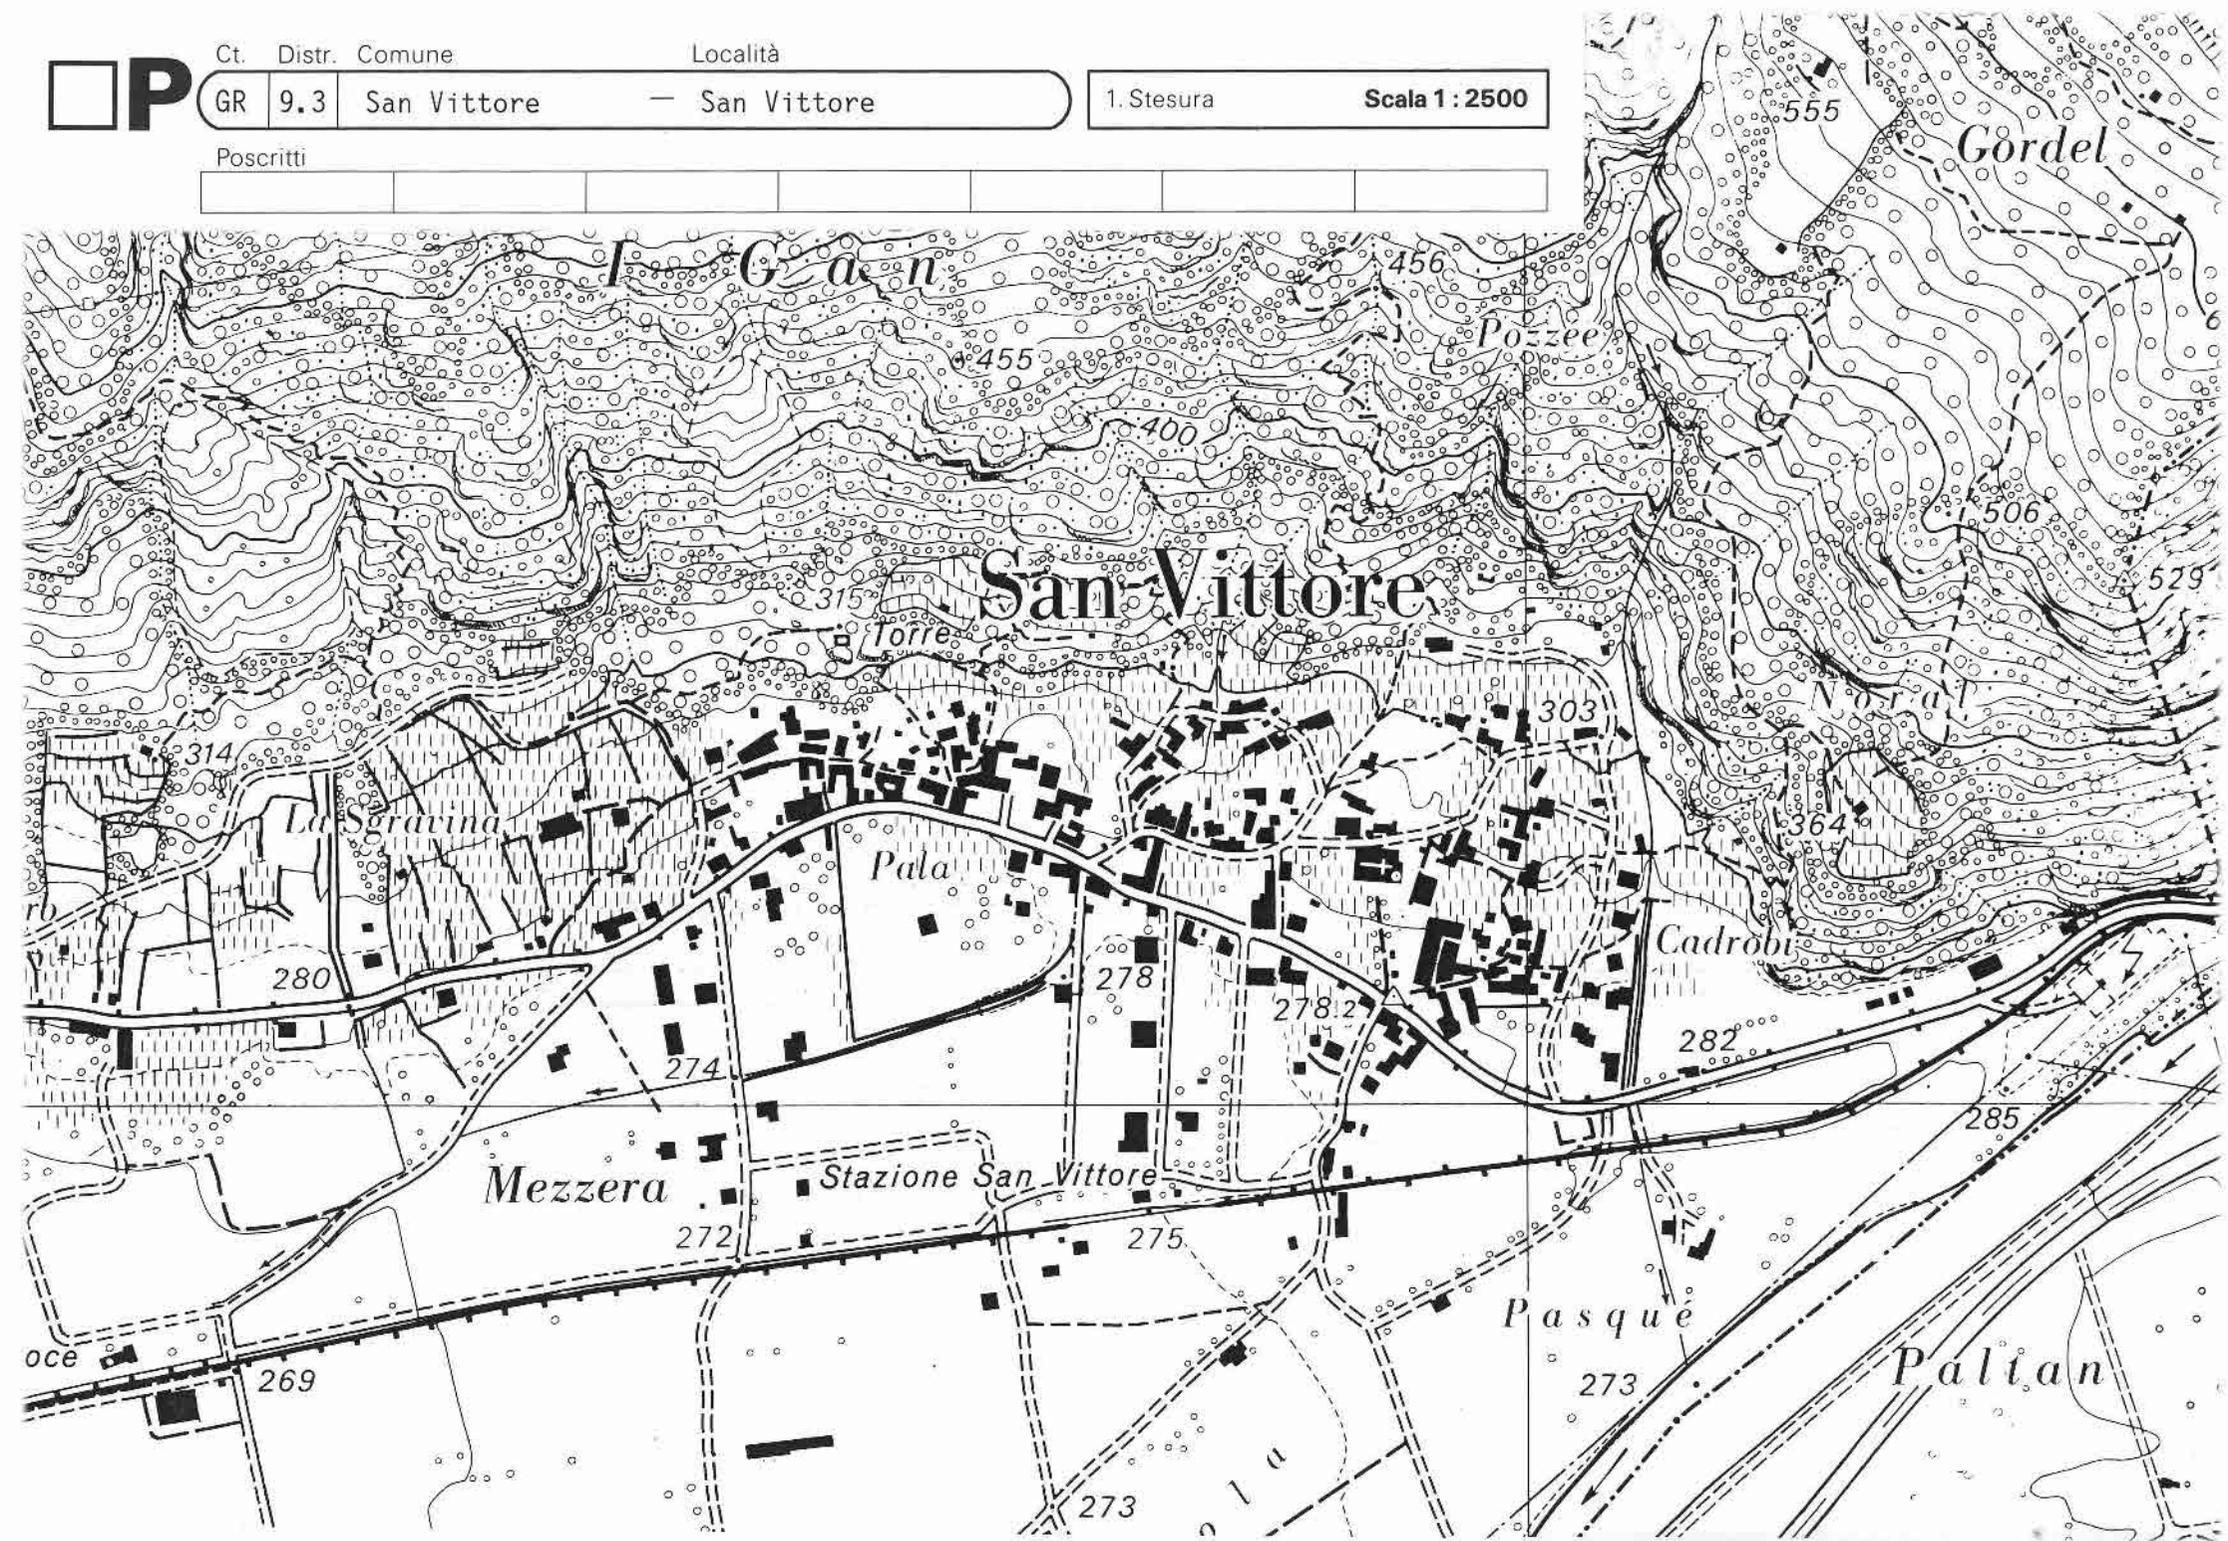 Ct. Distr. Comune Località
P GR 9.3 San Vittore — San Vittore
1. Stesura Scala 1 : 2500
Poscritti
555
Gordel
I Gan
456
Pozzee
455
400
506
San Vittore
529
315
Torre
303
314
La Sgravina
364
Pala
Cadrobi
280
278
278.2
282
274
285
Mezzera
Stazione San Vittore
272
275
Pasqué
Paltan
oce
269
273
273